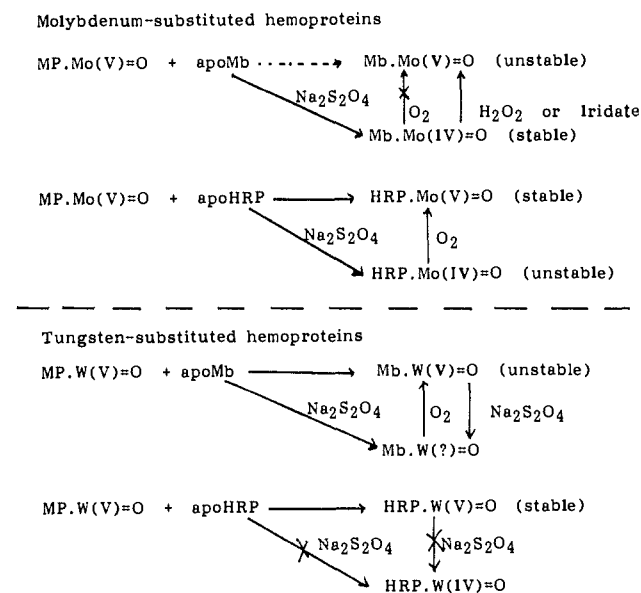 Molybdenum-substituted hemoproteins
MP.Mo(V)=O + apoMb Mb.Mo(V)=O (unstable)
Na2S2O4 O2 H2O2 or Iridate
Mb.Mo(IV)=O (stable)
MP.Mo(V)=O + apoHRP HRP.Mo(V)=O (stable)
Na2S2O4 O2
HRP.Mo(IV)=O (unstable)
Tungsten-substituted hemoproteins
MP.W(V)=O + apoMb Mb.W(V)=O (unstable)
Na2S2O4 O2 Na2S2O4
Mb.W(?)=O
MP.W(V)=O + apoHRP HRP.W(V)=O (stable)
Na2S2O4 Na2S2O4
HRP.W(IV)=O